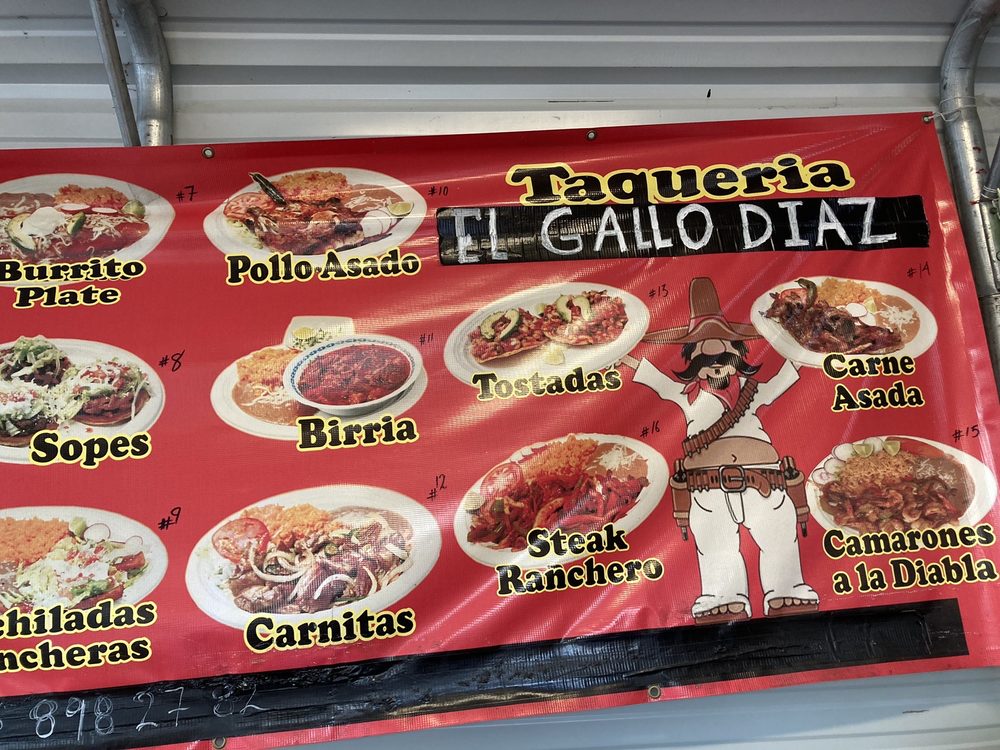 Taqueria
EL GALLO DIAZ
#7
Burrito
Plate
#10
Pollo Asado
#8
Sopes
#11
Birria
#13
Tostadas
#14
Carne
Asada
#9
chiladas
ncheras
#12
Carnitas
#16
Steak
Ranchero
#15
Camarones
a la Diabla
898 27 82